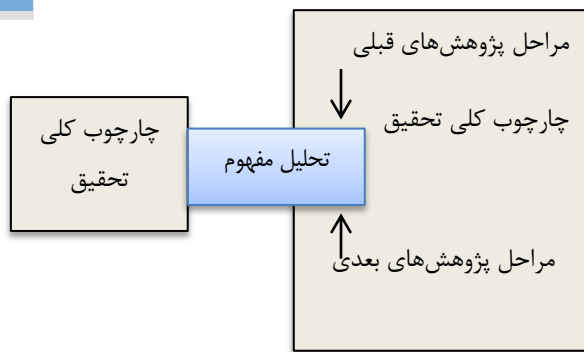 مراحل پژوهش‌های قبلی
چارچوب کلی تحقیق
مراحل پژوهش‌های بعدی
تحلیل مفهوم
چارچوب کلی
تحقیق